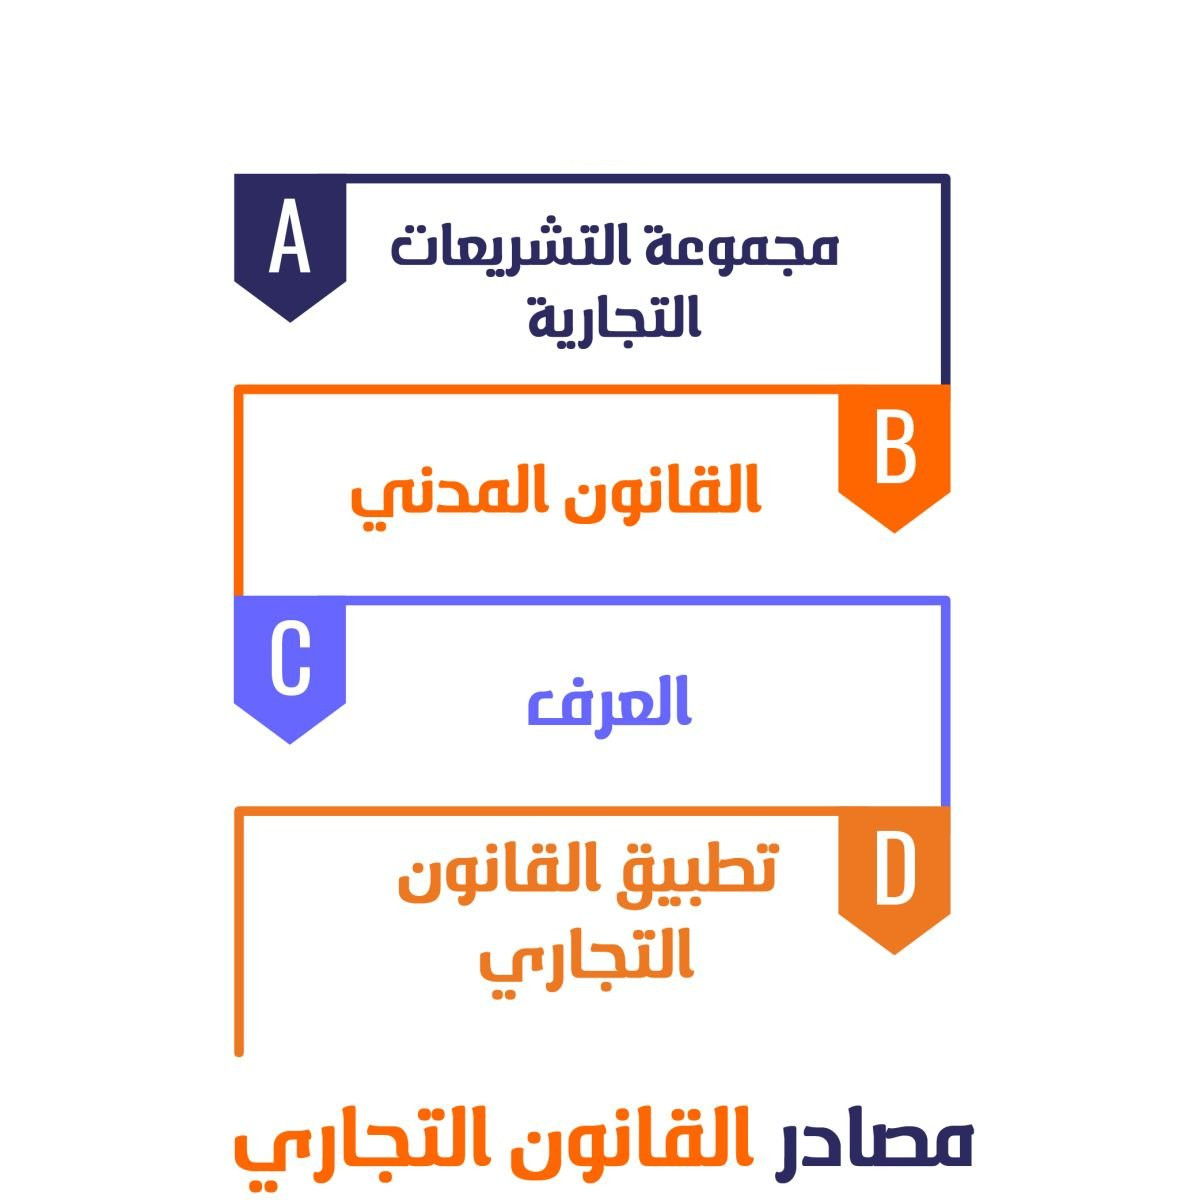 A
مجموعة التشريعات
التجارية
B
القانون المدني
C
العرف
D
تطبيق القانون
التجاري
مصادر القانون التجاري